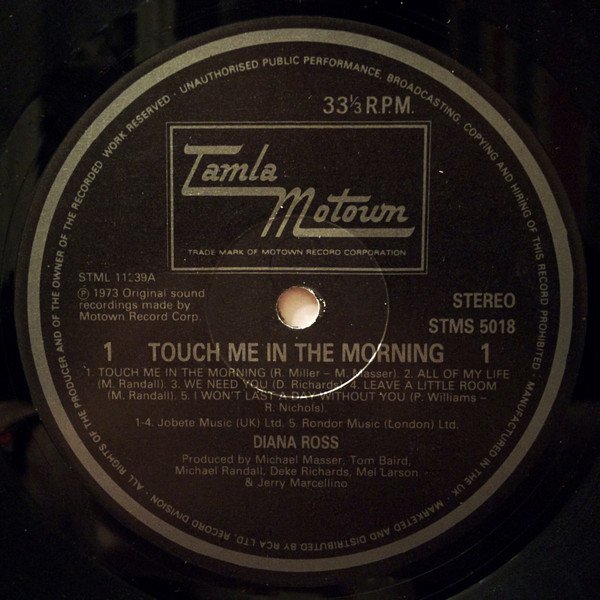 ALL RIGHTS OF THE PRODUCER AND OF THE OWNER OF THE RECORDED WORK RESERVED · UNAUTHORISED PUBLIC PERFORMANCE, BROADCASTING, COPYING AND HIRING OF THIS RECORD PROHIBITED · MANUFACTURED IN THE UK · MARKETED AND DISTRIBUTED BY RCA LTD. RECORD DIVISION ·
33⅓ R.P.M.
Tamla
Motown
TRADE MARK OF MOTOWN RECORD CORPORATION
STML 11239A
℗ 1973 Original sound
recordings made by
Motown Record Corp.
STEREO
STMS 5018
1 TOUCH ME IN THE MORNING 1
1. TOUCH ME IN THE MORNING (R. Miller – M. Masser). 2. ALL OF MY LIFE
(M. Randall). 3. WE NEED YOU (D. Richards). 4. LEAVE A LITTLE ROOM
(M. Randall). 5. I WON'T LAST A DAY WITHOUT YOU (P. Williams –
R. Nichols).
1-4. Jobete Music (UK) Ltd. 5. Rondor Music (London) Ltd.
DIANA ROSS
Produced by Michael Masser, Tom Baird,
Michael Randall, Deke Richards, Mel Larson
& Jerry Marcellino